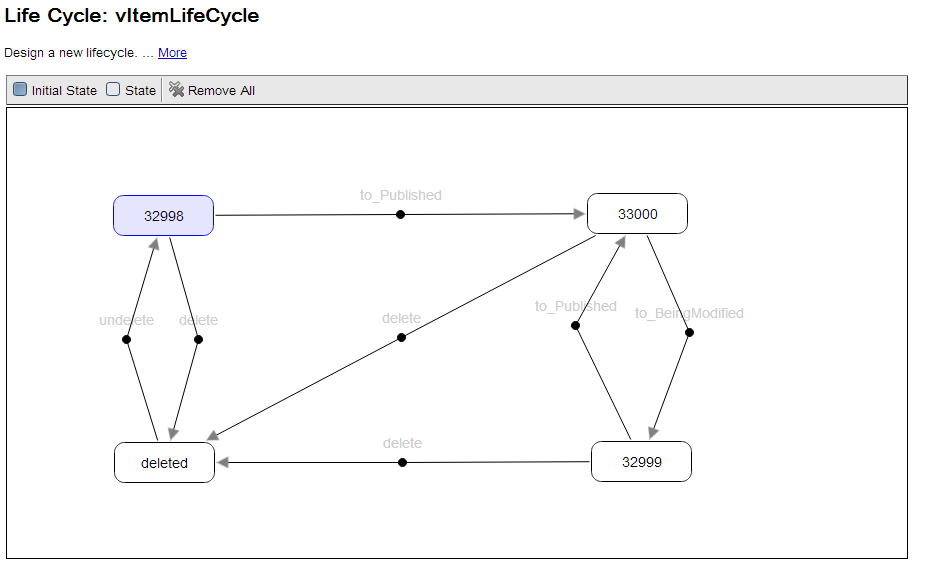 Life Cycle: vItemLifeCycle
Design a new lifecycle. ... More
Initial State State Remove All
to_Published
32998
33000
to_Published
to_BeingModified
undelete
delete
delete
delete
deleted
32999